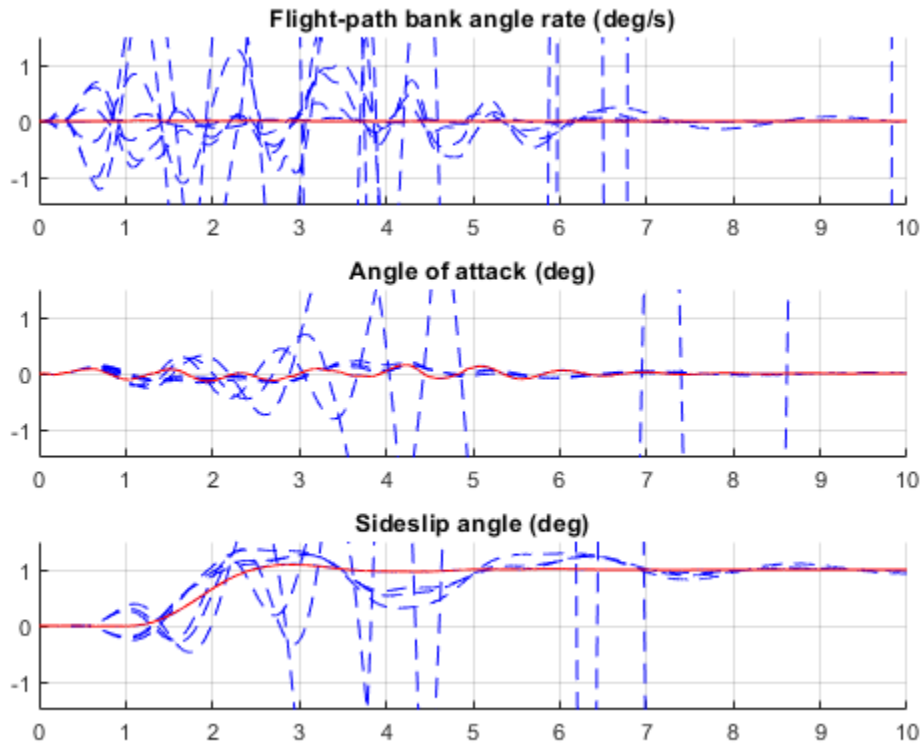 Flight-path bank angle rate (deg/s)
1
0
-1
0 1 2 3 4 5 6 7 8 9 10
Angle of attack (deg)
1
0
-1
0 1 2 3 4 5 6 7 8 9 10
Sideslip angle (deg)
1
0
-1
0 1 2 3 4 5 6 7 8 9 10